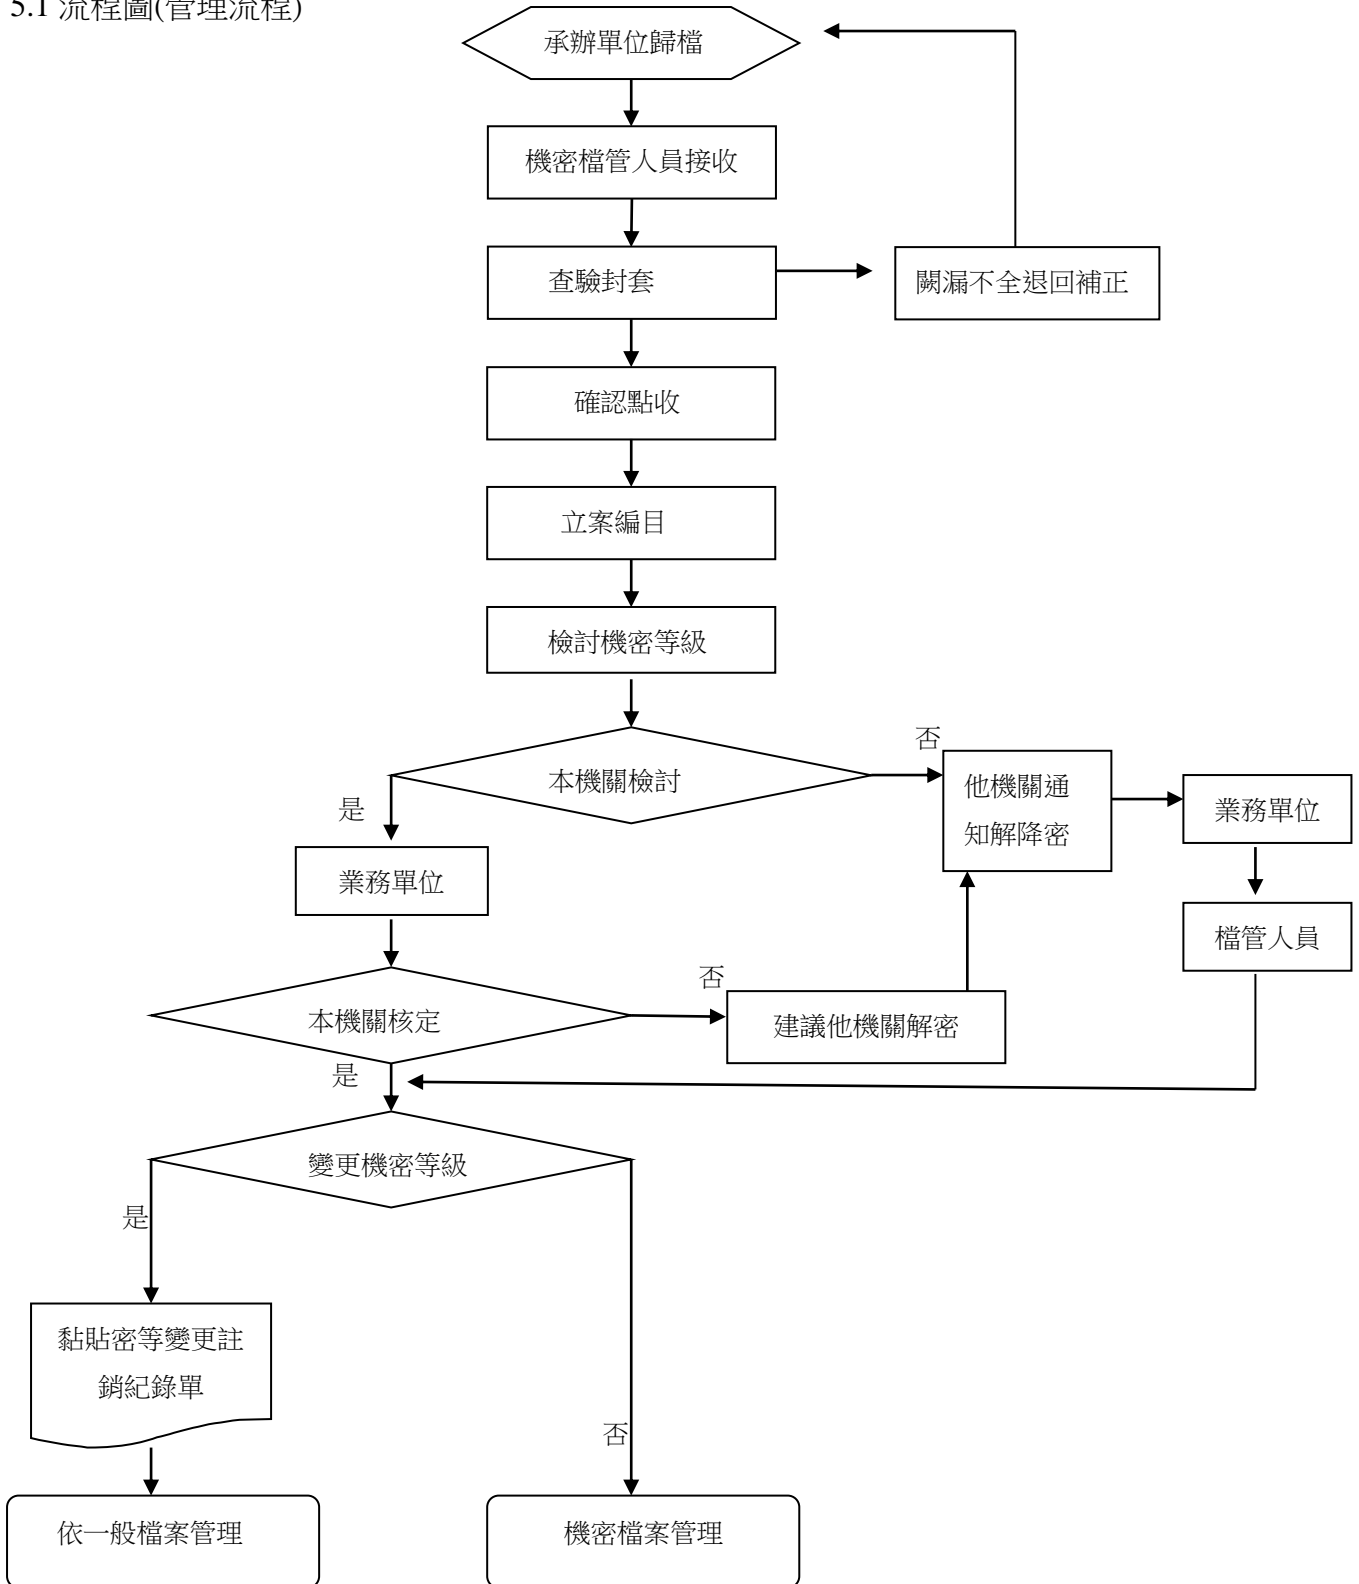 5.1 流程圖(管理流程)
承辦單位歸檔
機密檔管人員接收
查驗封套
闕漏不全退回補正
確認點收
立案編目
檢討機密等級
本機關檢討
否
他機關通
知解降密
業務單位
是
業務單位
檔管人員
本機關核定
否
建議他機關解密
是
變更機密等級
是
黏貼密等變更註
銷紀錄單
否
依一般檔案管理
機密檔案管理